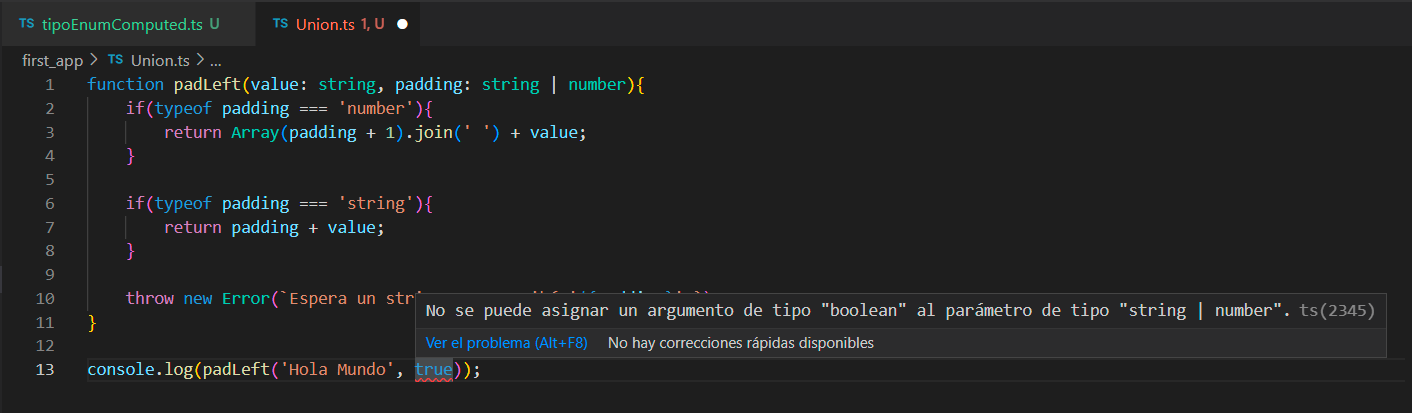 TS tipoEnumComputed.ts U TS Union.ts 1, U
first_app > TS Union.ts > ...
1 function padLeft(value: string, padding: string | number){
2 if(typeof padding === 'number'){
3 return Array(padding + 1).join(' ') + value;
4 }
5
6 if(typeof padding === 'string'){
7 return padding + value;
8 }
9
10 throw new Error(`Espera un
No se puede asignar un argumento de tipo "boolean" al parámetro de tipo "string | number". ts(2345)
11 }
Ver el problema (Alt+F8) No hay correcciones rápidas disponibles
12
13 console.log(padLeft('Hola Mundo', true));